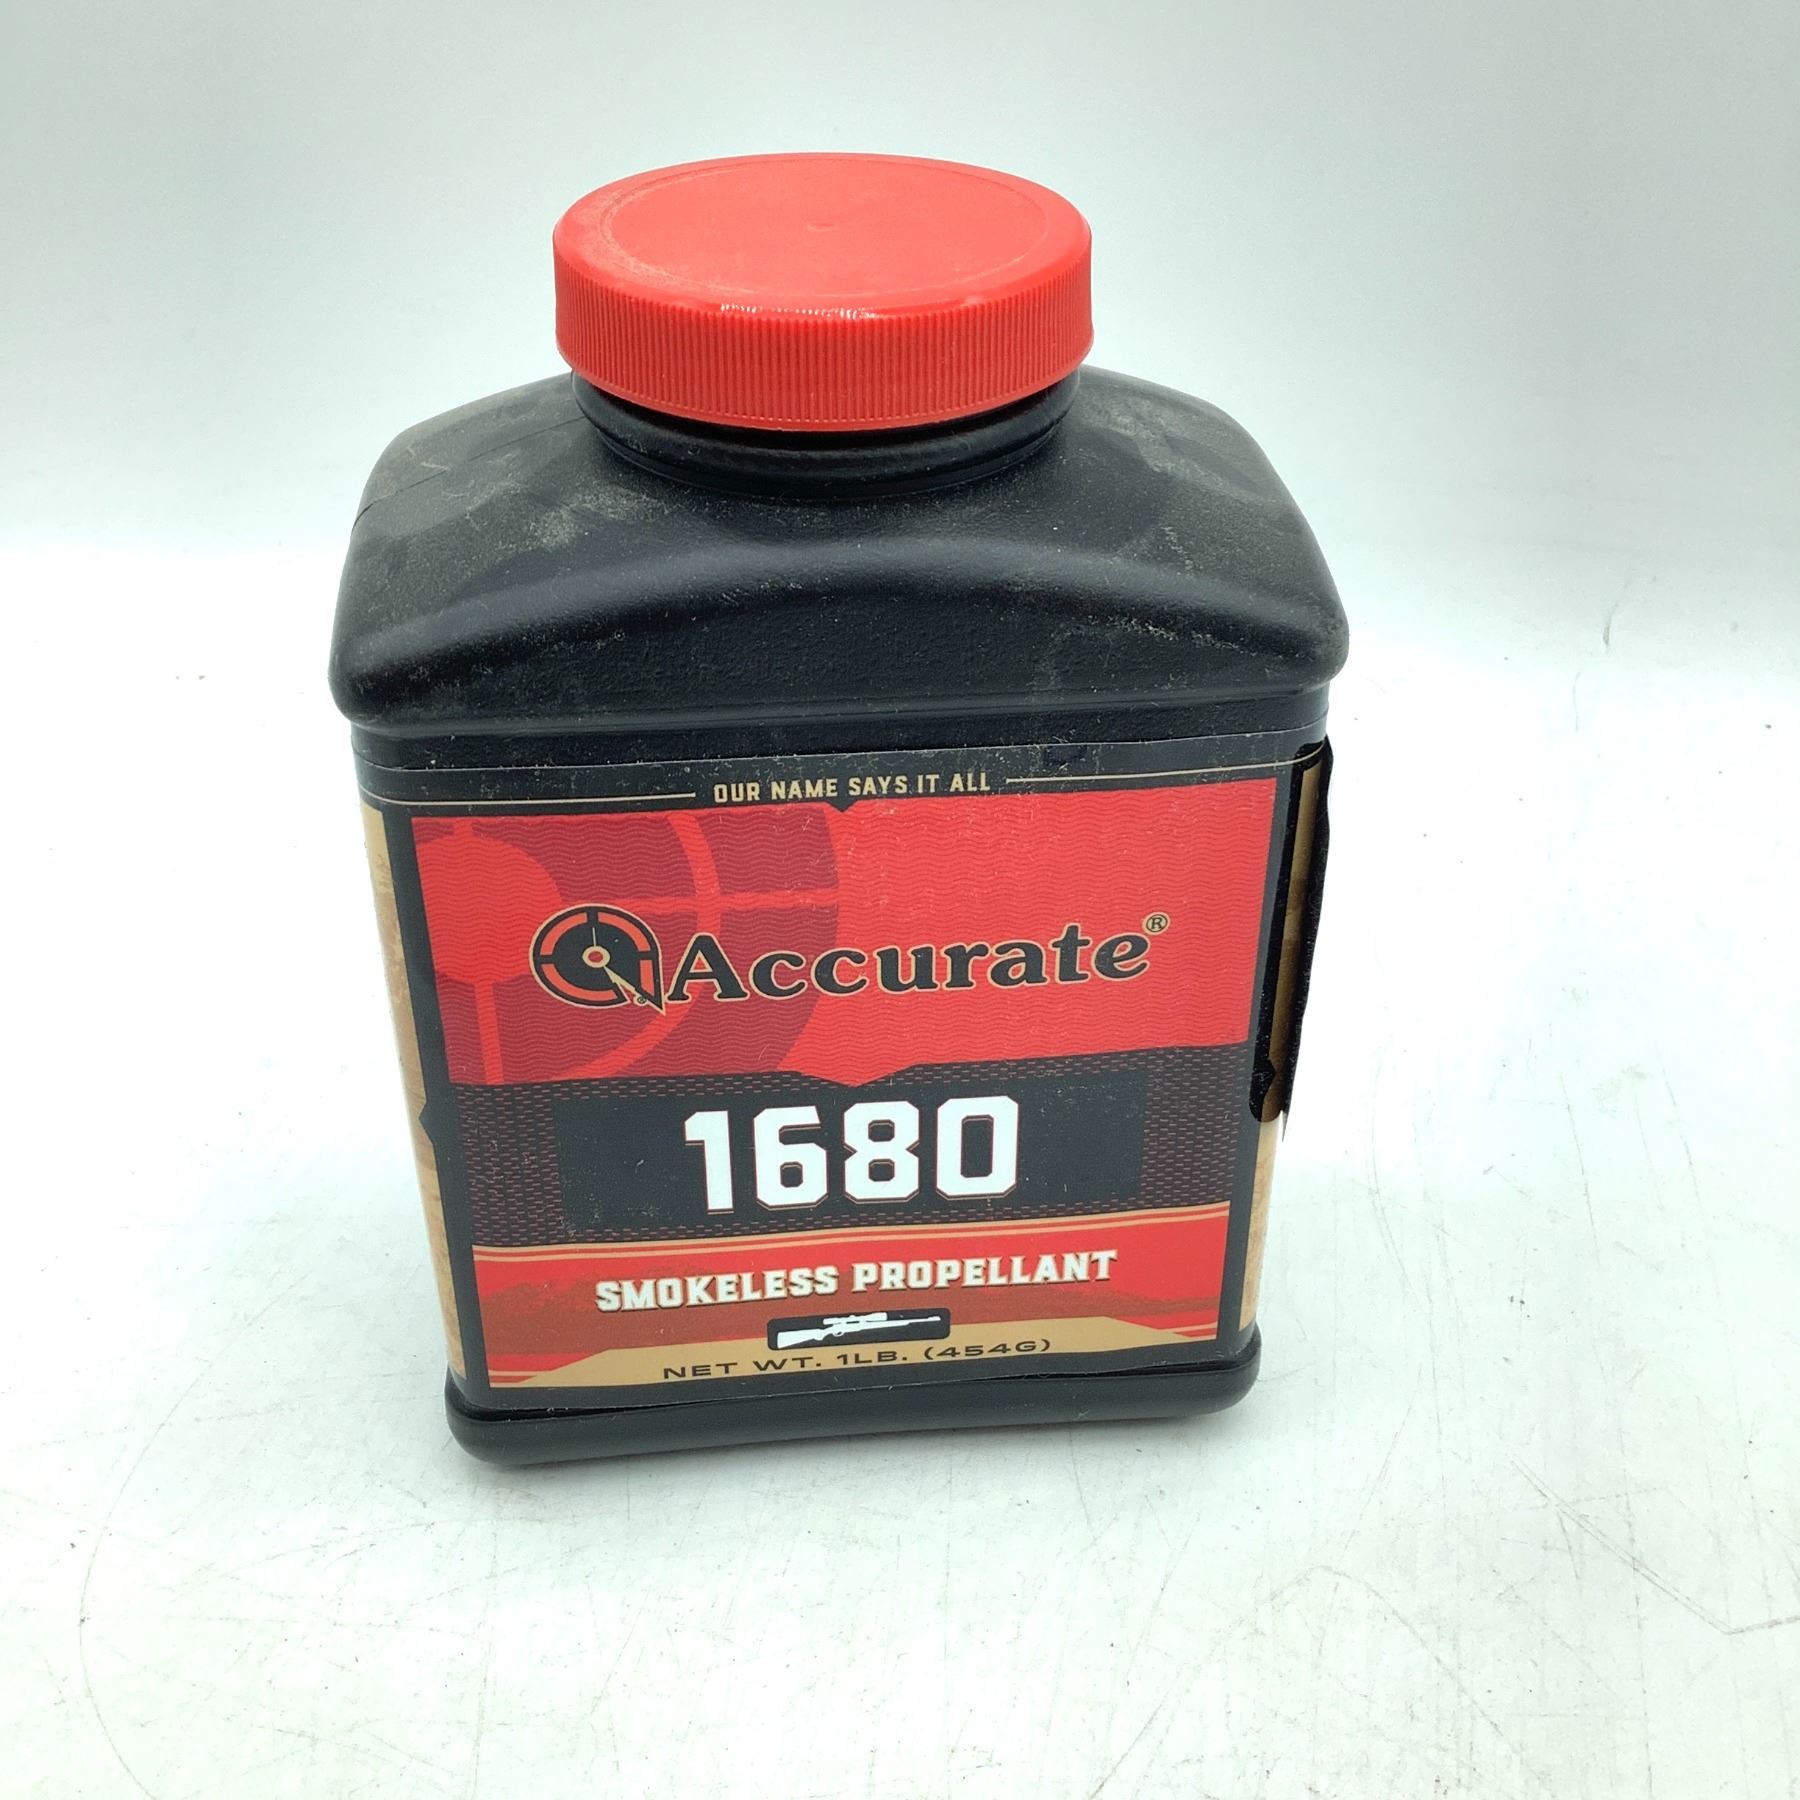 OUR NAME SAYS IT ALL
Accurate®
1680
SMOKELESS PROPELLANT
NET WT. 1LB. (454G)